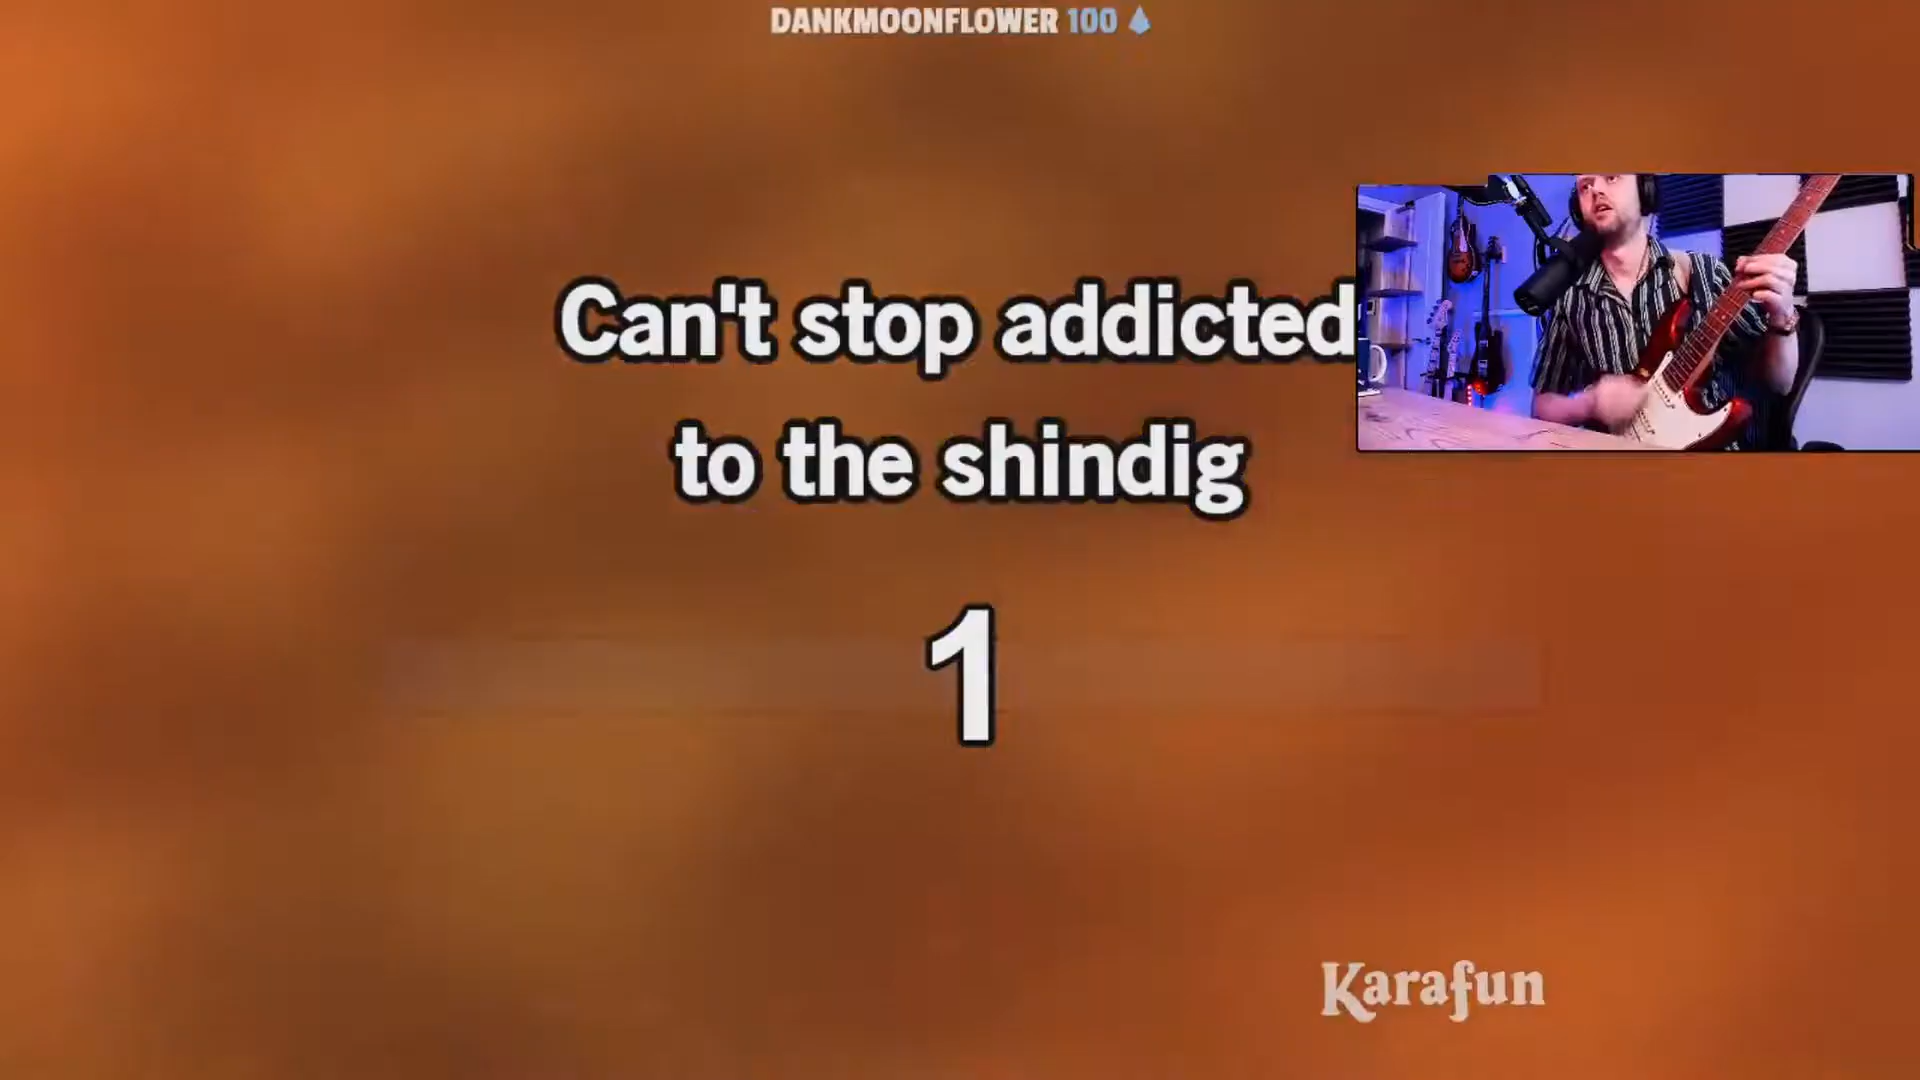 DANKMOONFLOWER 100
Can't stop addicted
to the shindig
1
Karafun